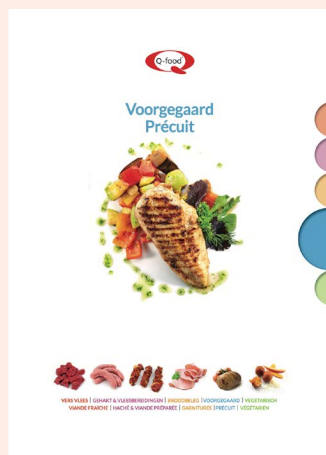 Q-food
Voorgegaard
Précuit
VERS VLEES | GEHAKT & VLEESBEREIDINGEN | BROODBELEG | VOORGEGAARD | VEGETARISCH
VIANDE FRAÎCHE | HACHÉ & VIANDE PRÉPARÉE | GARNITURES | PRÉCUIT | VÉGÉTARIEN